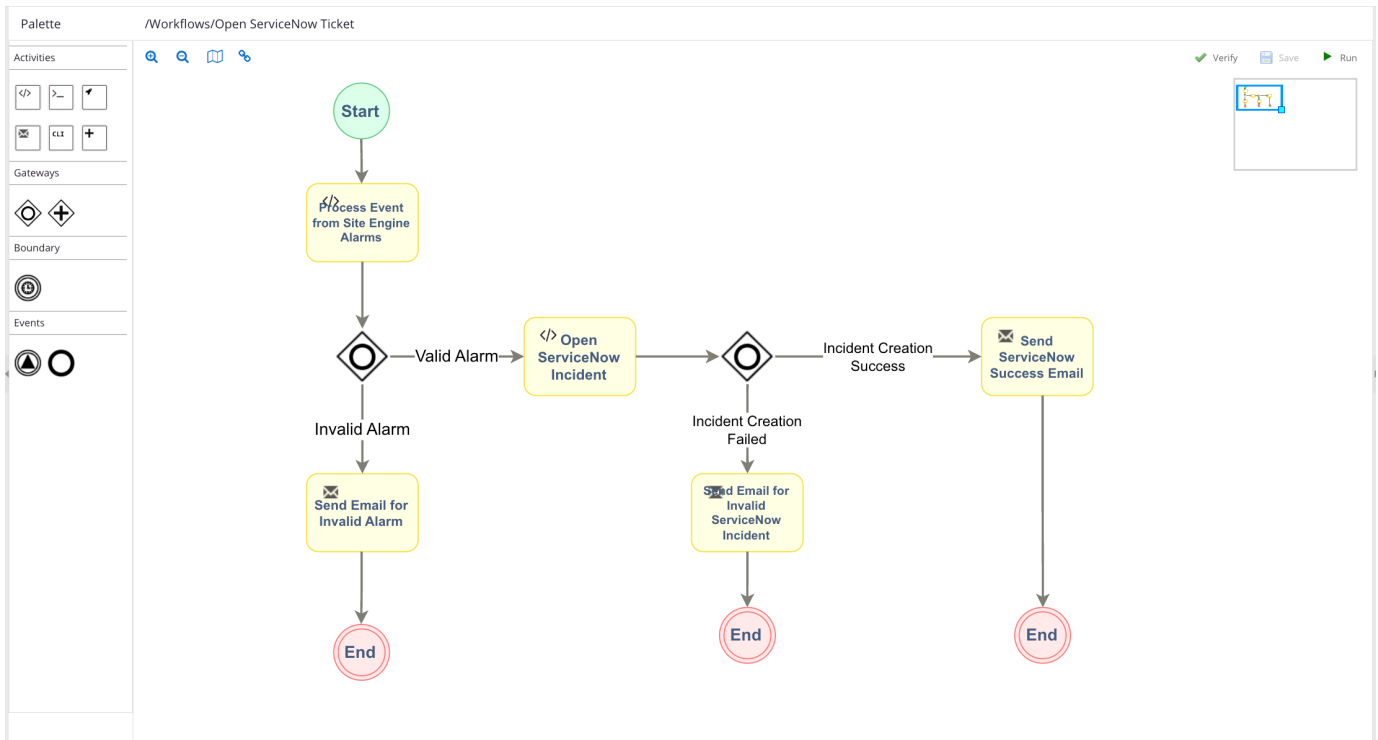 Palette
/Workflows/Open ServiceNow Ticket
Activities
Verify
Save
Run
</>
>_
CLI
Gateways
Boundary
Events
Start
</>
Process Event
from Site Engine
Alarms
Valid Alarm
</>
Open
ServiceNow
Incident
Incident Creation
Success
Send
ServiceNow
Success Email
Invalid Alarm
Incident Creation
Failed
Send Email for
Invalid Alarm
Send Email for
Invalid
ServiceNow
Incident
End
End
End